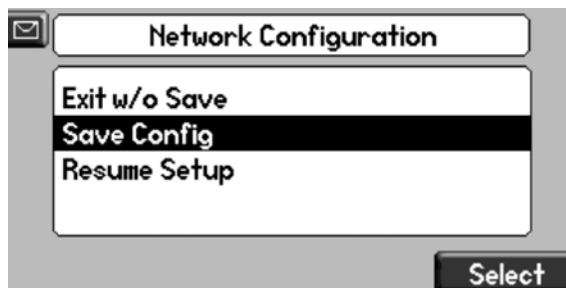 Network Configuration
Exit w/o Save
Save Config
Resume Setup
Select